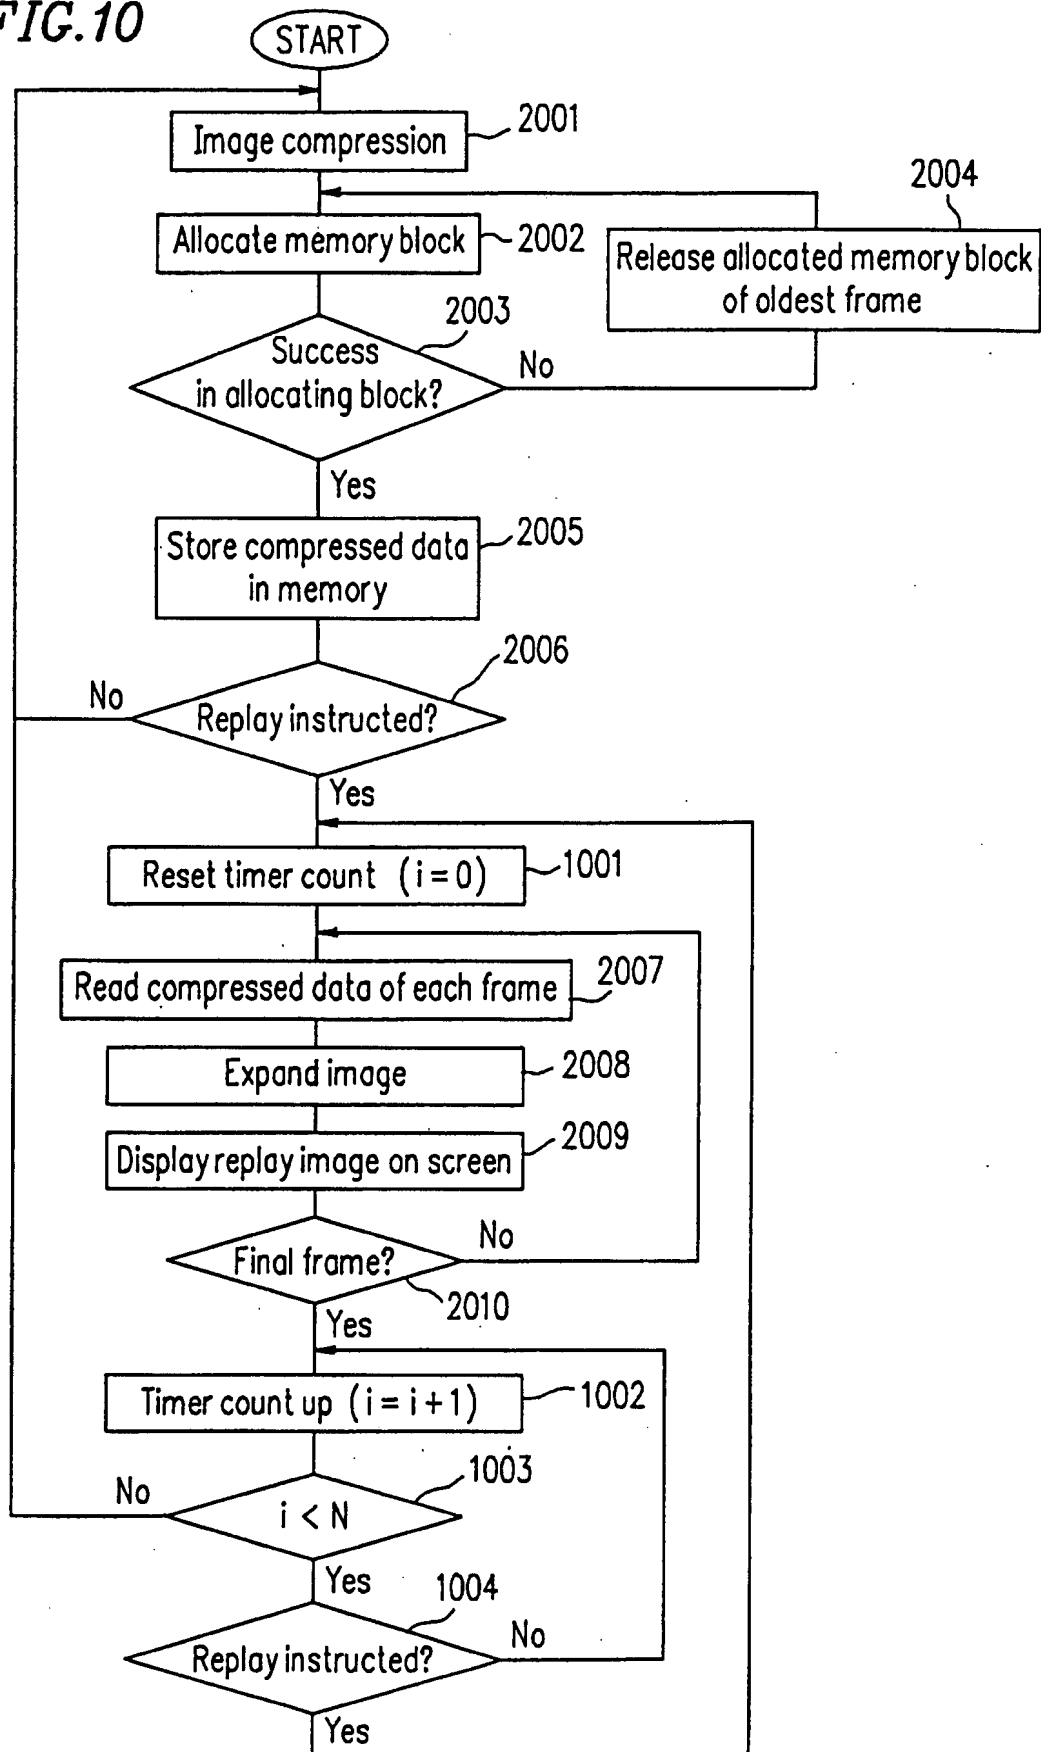 FIG.10
START
Image compression
2001
2004
Allocate memory block
2002
Release allocated memory block
of oldest frame
2003
Success
in allocating block?
No
Yes
Store compressed data
in memory
2005
2006
No
Replay instructed?
Yes
Reset timer count (i=0)
1001
Read compressed data of each frame
2007
Expand image
2008
Display replay image on screen
2009
Final frame?
No
2010
Yes
Timer count up (i=i+1)
1002
1003
No
i < N
Yes
1004
Replay instructed?
No
Yes